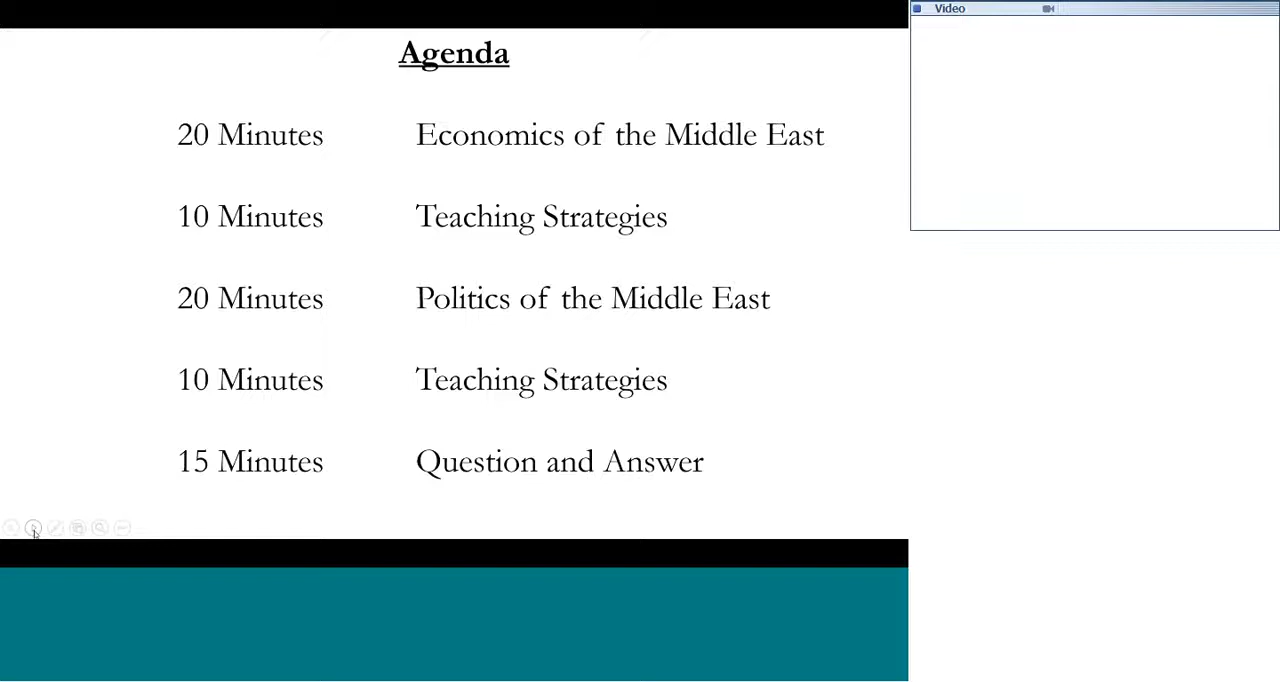 Video
Agenda
20 Minutes Economics of the Middle East
10 Minutes Teaching Strategies
20 Minutes Politics of the Middle East
10 Minutes Teaching Strategies
15 Minutes Question and Answer